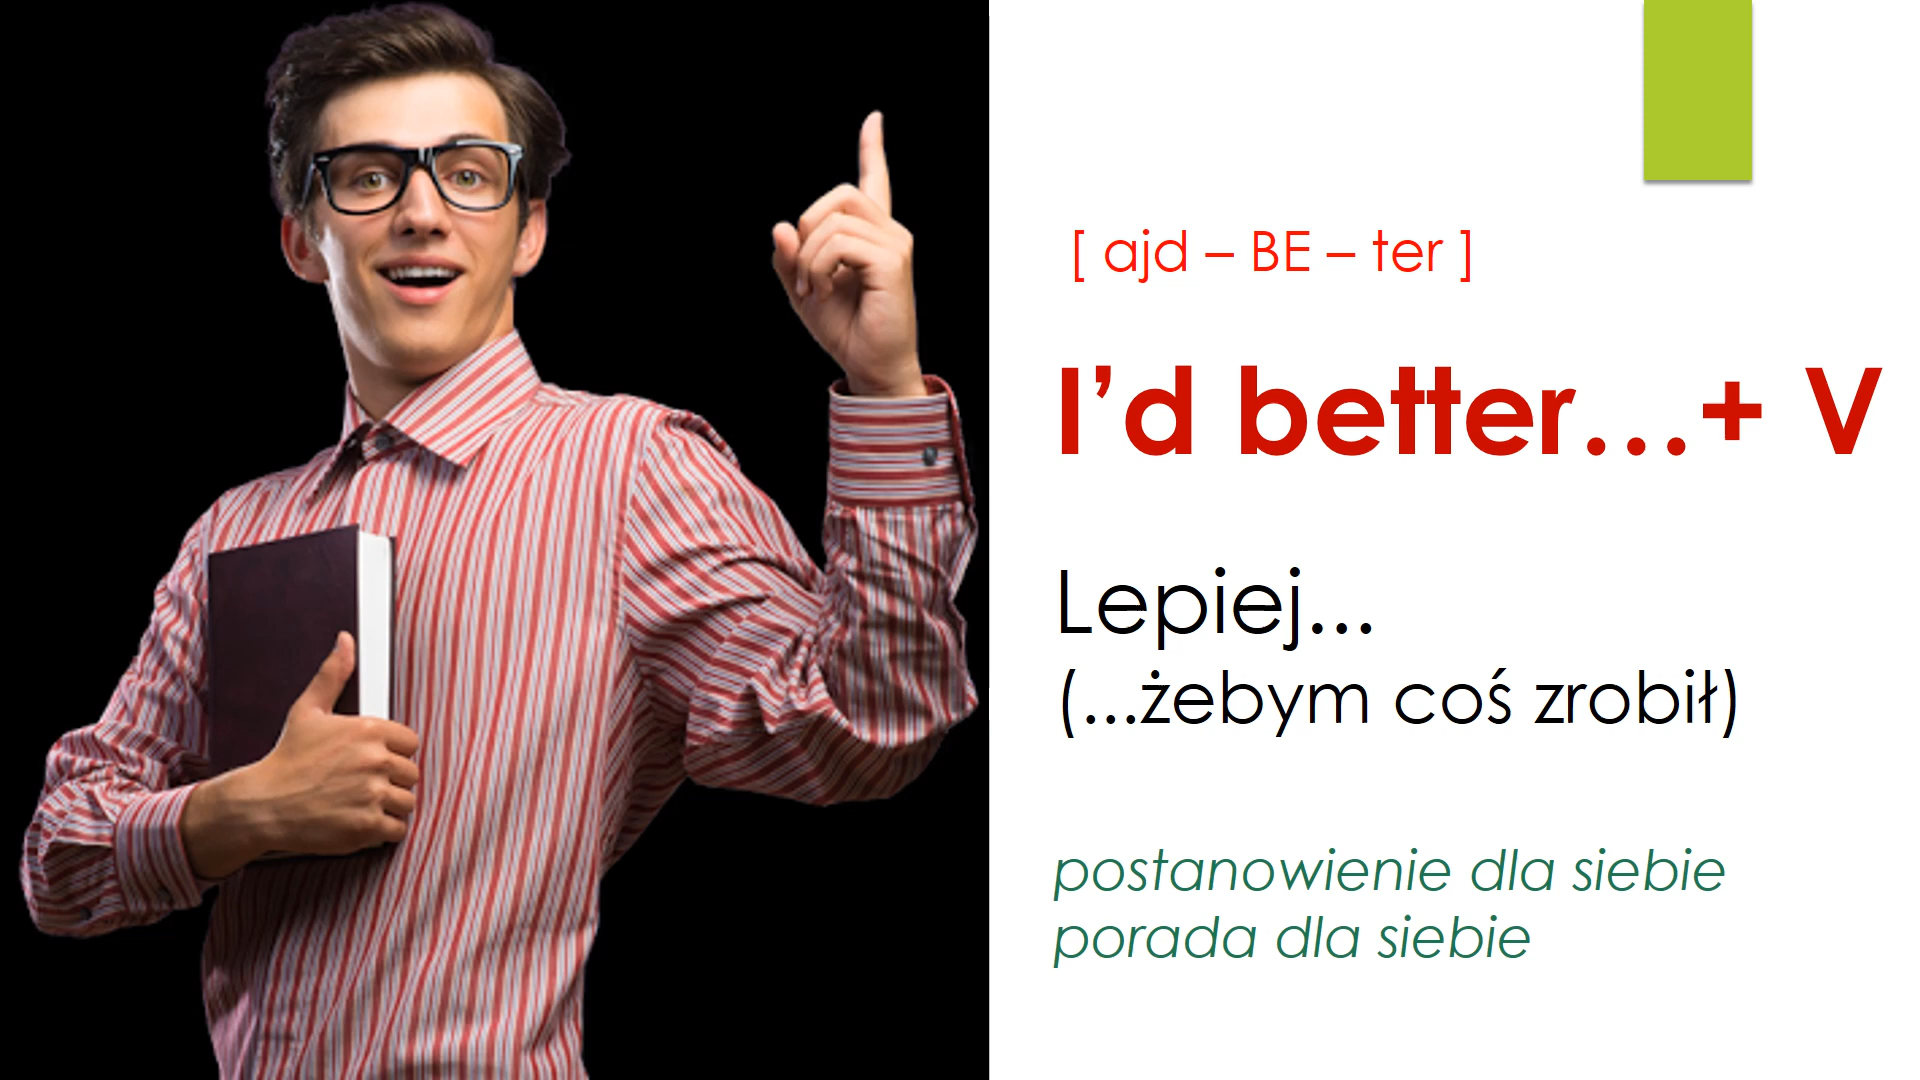 [ ajd – BE – ter ]
I’d better…+ V
Lepiej...
(...żebym coś zrobił)
postanowienie dla siebie
porada dla siebie